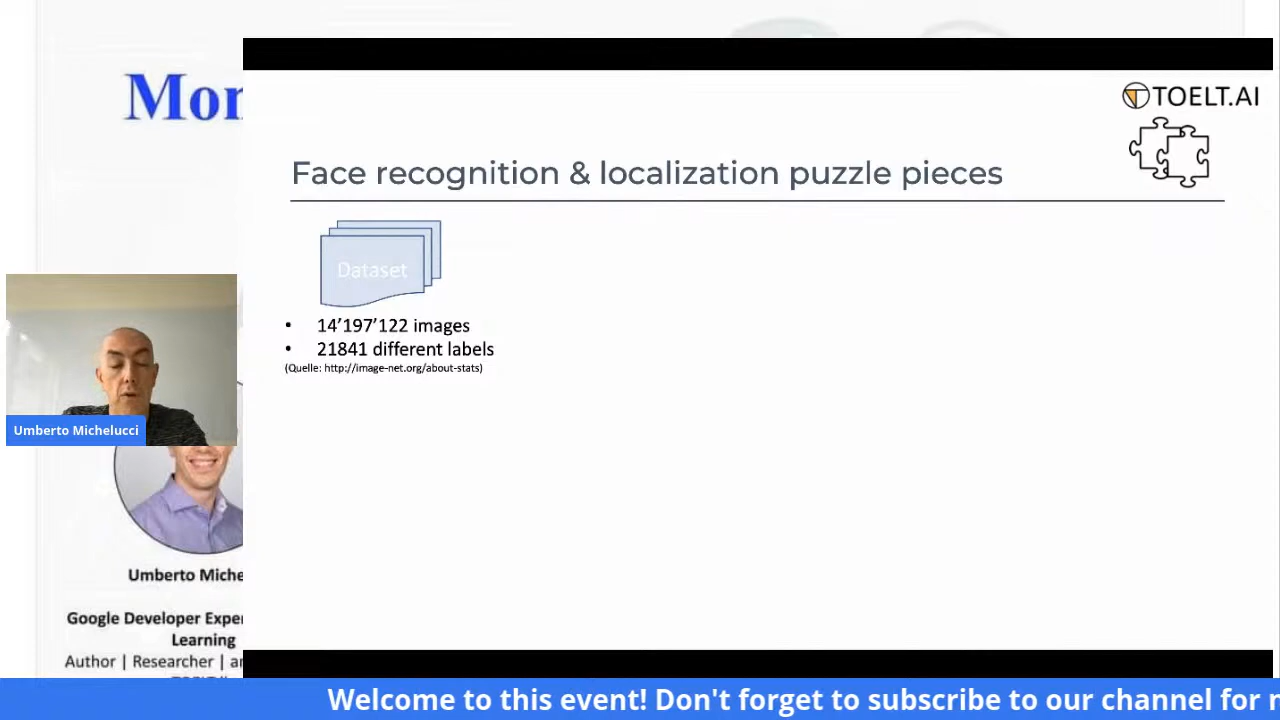 Mon
TOELT.AI
Face recognition & localization puzzle pieces
Dataset
• 14’197’122 images
• 21841 different labels
(Quelle: http://image-net.org/about-stats)
Umberto Michelucci
Umberto Miche
Google Developer Exper
Learning
Author | Researcher | an
Welcome to this event! Don't forget to subscribe to our channel for